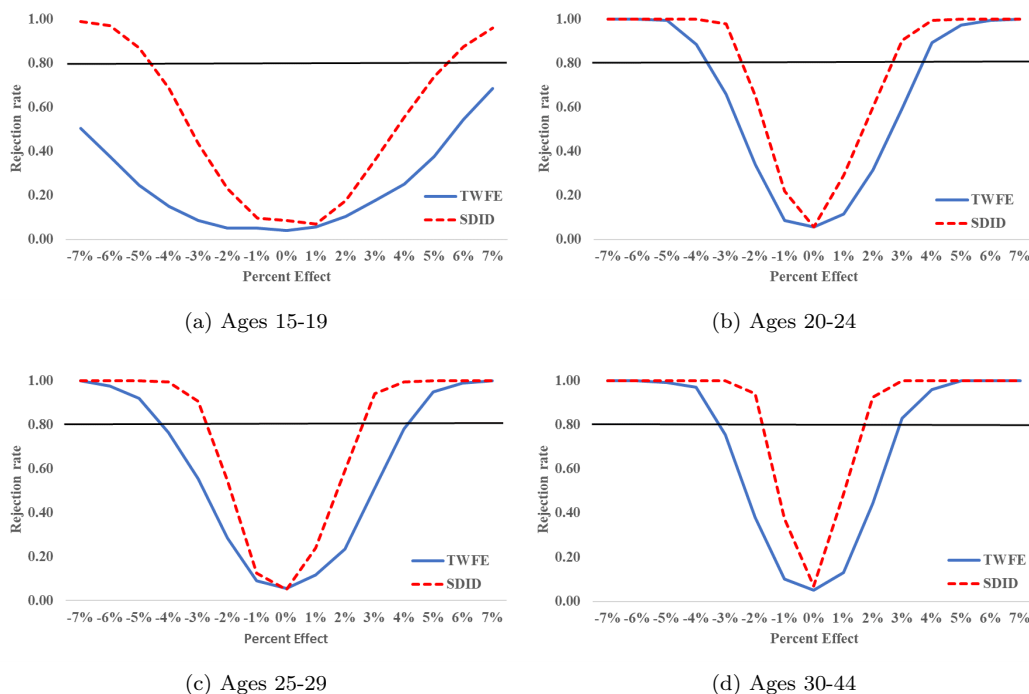 1.00
0.80
0.60
0.40
0.20
0.00
Rejection rate
-7% -6% -5% -4% -3% -2% -1% 0% 1% 2% 3% 4% 5% 6% 7%
Percent Effect
TWFE
SDID
(a) Ages 15-19
1.00
0.80
0.60
0.40
0.20
0.00
Rejection rate
-7% -6% -5% -4% -3% -2% -1% 0% 1% 2% 3% 4% 5% 6% 7%
Percent Effect
TWFE
SDID
(b) Ages 20-24
1.00
0.80
0.60
0.40
0.20
0.00
Rejection rate
-7% -6% -5% -4% -3% -2% -1% 0% 1% 2% 3% 4% 5% 6% 7%
Percent Effect
TWFE
SDID
(c) Ages 25-29
1.00
0.80
0.60
0.40
0.20
0.00
Rejection rate
-7% -6% -5% -4% -3% -2% -1% 0% 1% 2% 3% 4% 5% 6% 7%
Percent Effect
TWFE
SDID
(d) Ages 30-44